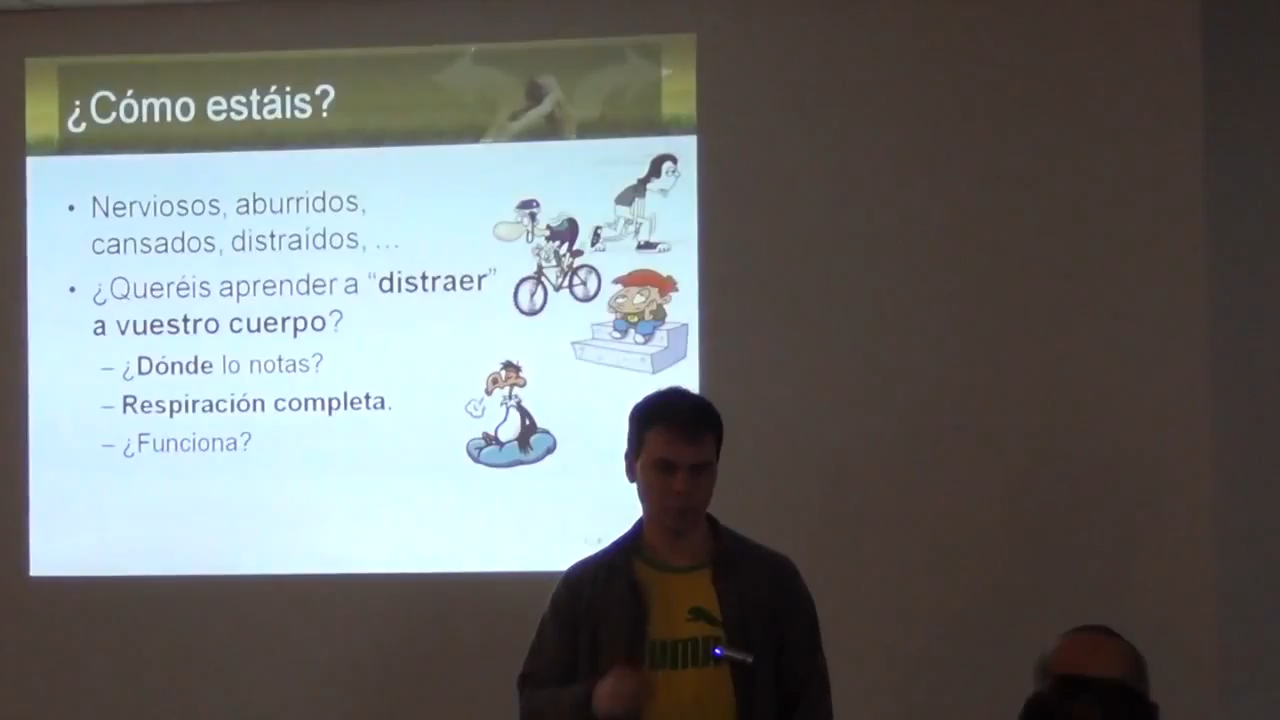 ¿Cómo estáis?
• Nerviosos, aburridos,
cansados, distraídos, ...
• ¿Queréis aprender a “distraer”
a vuestro cuerpo?
– ¿Dónde lo notas?
– Respiración completa.
– ¿Funciona?
PUMA